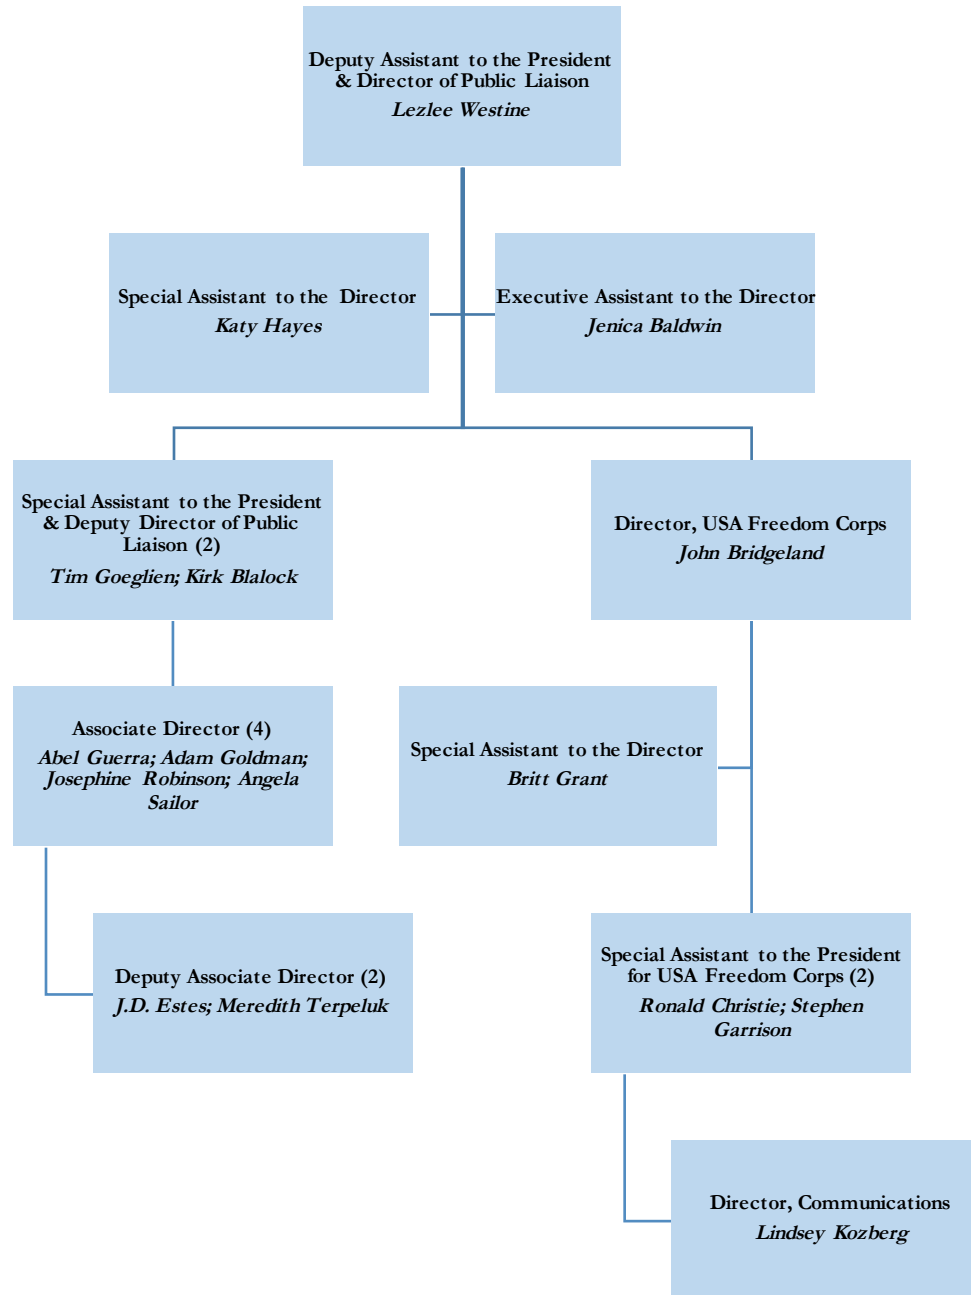 Deputy Assistant to the President
& Director of Public Liaison
Lezlee Westine
Special Assistant to the Director
Katy Hayes
Executive Assistant to the Director
Jenica Baldwin
Special Assistant to the President
& Deputy Director of Public
Liaison (2)
Tim Goeglien; Kirk Blalock
Director, USA Freedom Corps
John Bridgeland
Associate Director (4)
Abel Guerra; Adam Goldman;
Josephine Robinson; Angela
Sailor
Special Assistant to the Director
Britt Grant
Deputy Associate Director (2)
J.D. Estes; Meredith Terpeluk
Special Assistant to the President
for USA Freedom Corps (2)
Ronald Christie; Stephen
Garrison
Director, Communications
Lindsey Kozberg